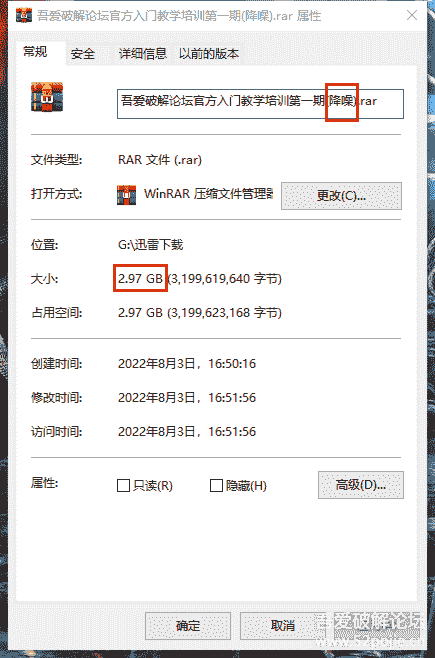 吾爱破解论坛官方入门教学培训第一期(降噪).rar 属性
常规 安全 详细信息 以前的版本
吾爱破解论坛官方入门教学培训第一期(降噪).rar
文件类型: RAR 文件 (.rar)
打开方式: WinRAR 压缩文件管理器 更改(C)...
位置: G:\迅雷下载
大小: 2.97 GB (3,199,619,640 字节)
占用空间: 2.97 GB (3,199,623,168 字节)
创建时间: 2022年8月3日，16:50:16
修改时间: 2022年8月3日，16:51:56
访问时间: 2022年8月3日，16:51:56
属性: 只读(R) 隐藏(H) 高级(D)...
确定 取消
吾爱破解论坛
www.52pojie.cn